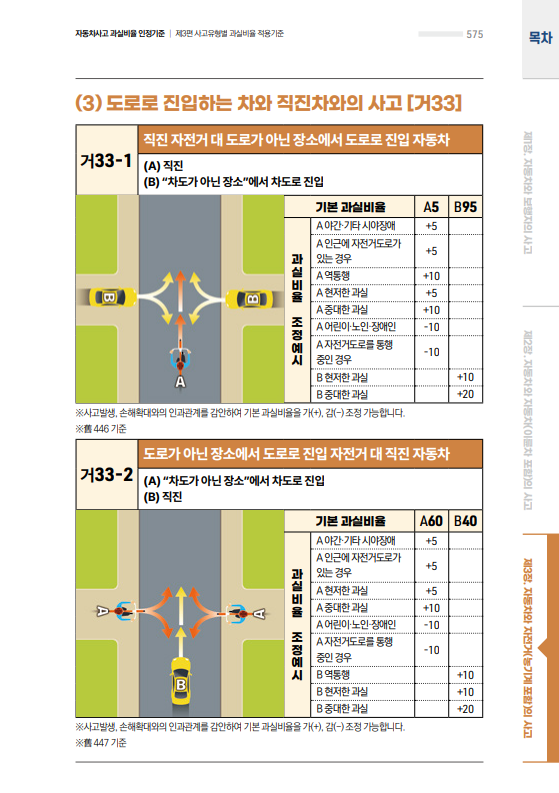 자동차사고 과실비율 인정기준 | 제3편 사고유형별 과실비율 적용기준
575
목차
(3) 도로로 진입하는 차와 직진차와의 사고 [거33]
거33-1
직진 자전거 대 도로가 아닌 장소에서 도로로 진입 자동차
(A) 직진
(B) “차도가 아닌 장소”에서 차도로 진입
B
B
A
과실비율 조정예시
기본 과실비율 A5 B95
A 야간·기타 시야장애 +5
A 인근에 자전거도로가
있는 경우 +5
A 역통행 +10
A 현저한 과실 +5
A 중대한 과실 +10
A 어린이·노인·장애인 -10
A 자전거도로를 통행
중인 경우 -10
B 현저한 과실 +10
B 중대한 과실 +20
※사고발생, 손해확대와의 인과관계를 감안하여 기본 과실비율을 가(+), 감(-) 조정 가능합니다.
※舊 446 기준
거33-2
도로가 아닌 장소에서 도로로 진입 자전거 대 직진 자동차
(A) “차도가 아닌 장소”에서 차도로 진입
(B) 직진
A
A
B
과실비율 조정예시
기본 과실비율 A60 B40
A 야간·기타 시야장애 +5
A 인근에 자전거도로가
있는 경우 +5
A 현저한 과실 +5
A 중대한 과실 +10
A 어린이·노인·장애인 -10
A 자전거도로를 통행
중인 경우 -10
B 역통행 +10
B 현저한 과실 +10
B 중대한 과실 +20
※사고발생, 손해확대와의 인과관계를 감안하여 기본 과실비율을 가(+), 감(-) 조정 가능합니다.
※舊 447 기준
제1장. 자동차와 보행자의 사고
제2장. 자동차와 자동차(이륜차 포함)의 사고
제3장. 자동차와 자전거(농기계 포함)의 사고